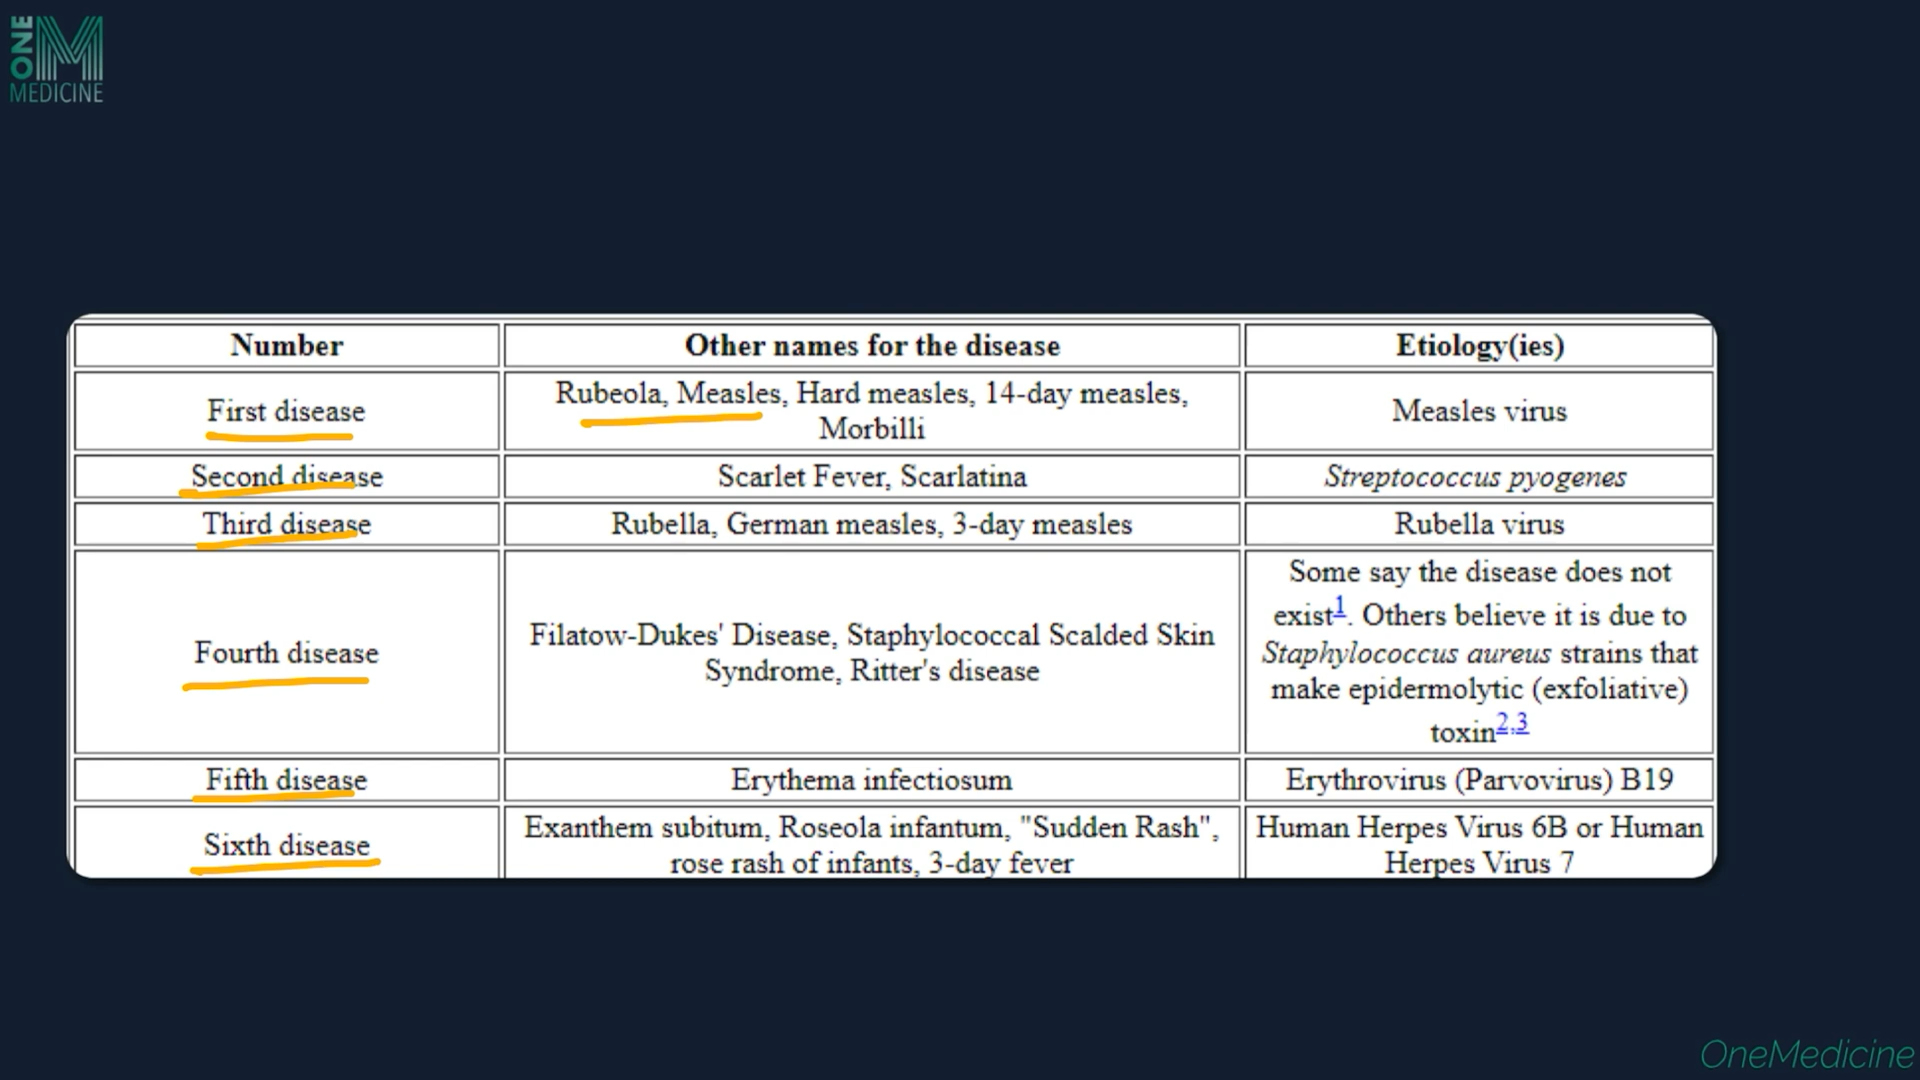 ONE
MEDICINE
Number
Other names for the disease
Etiology(ies)
First disease
Rubeola, Measles, Hard measles, 14-day measles,
Morbilli
Measles virus
Second disease
Scarlet Fever, Scarlatina
Streptococcus pyogenes
Third disease
Rubella, German measles, 3-day measles
Rubella virus
Fourth disease
Filatow-Dukes' Disease, Staphylococcal Scalded Skin
Syndrome, Ritter's disease
Some say the disease does not
exist1. Others believe it is due to
Staphylococcus aureus strains that
make epidermolytic (exfoliative)
toxin2,3
Fifth disease
Erythema infectiosum
Erythrovirus (Parvovirus) B19
Sixth disease
Exanthem subitum, Roseola infantum, "Sudden Rash",
rose rash of infants, 3-day fever
Human Herpes Virus 6B or Human
Herpes Virus 7
OneMedicine